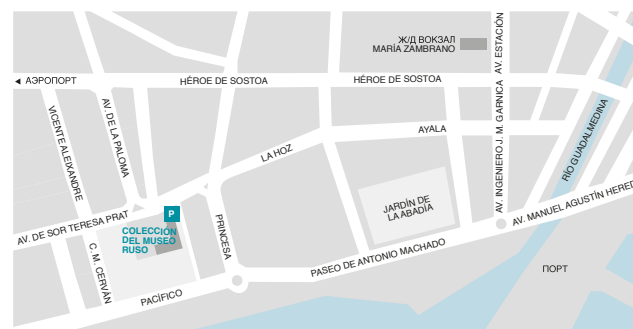 Ж/Д ВОКЗАЛ
MARÍA ZAMBRANO
AV. ESTACIÓN
АЭРОПОРТ
HÉROE DE SOSTOA
HÉROE DE SOSTOA
VICENTE ALEIXANDRE
AV. DE LA PALOMA
LA HOZ
AYALA
AV. INGENIERO J. M. GARNICA
RÍO GUADALMEDINA
JARDÍN DE
LA ABADÍA
P
COLECCIÓN
DEL MUSEO
RUSO
AV. DE SOR TERESA PRAT
C. M. CERVÁN
PRINCESA
PACÍFICO
PASEO DE ANTONIO MACHADO
AV. MANUEL AGUSTÍN HERED
ПОРТ